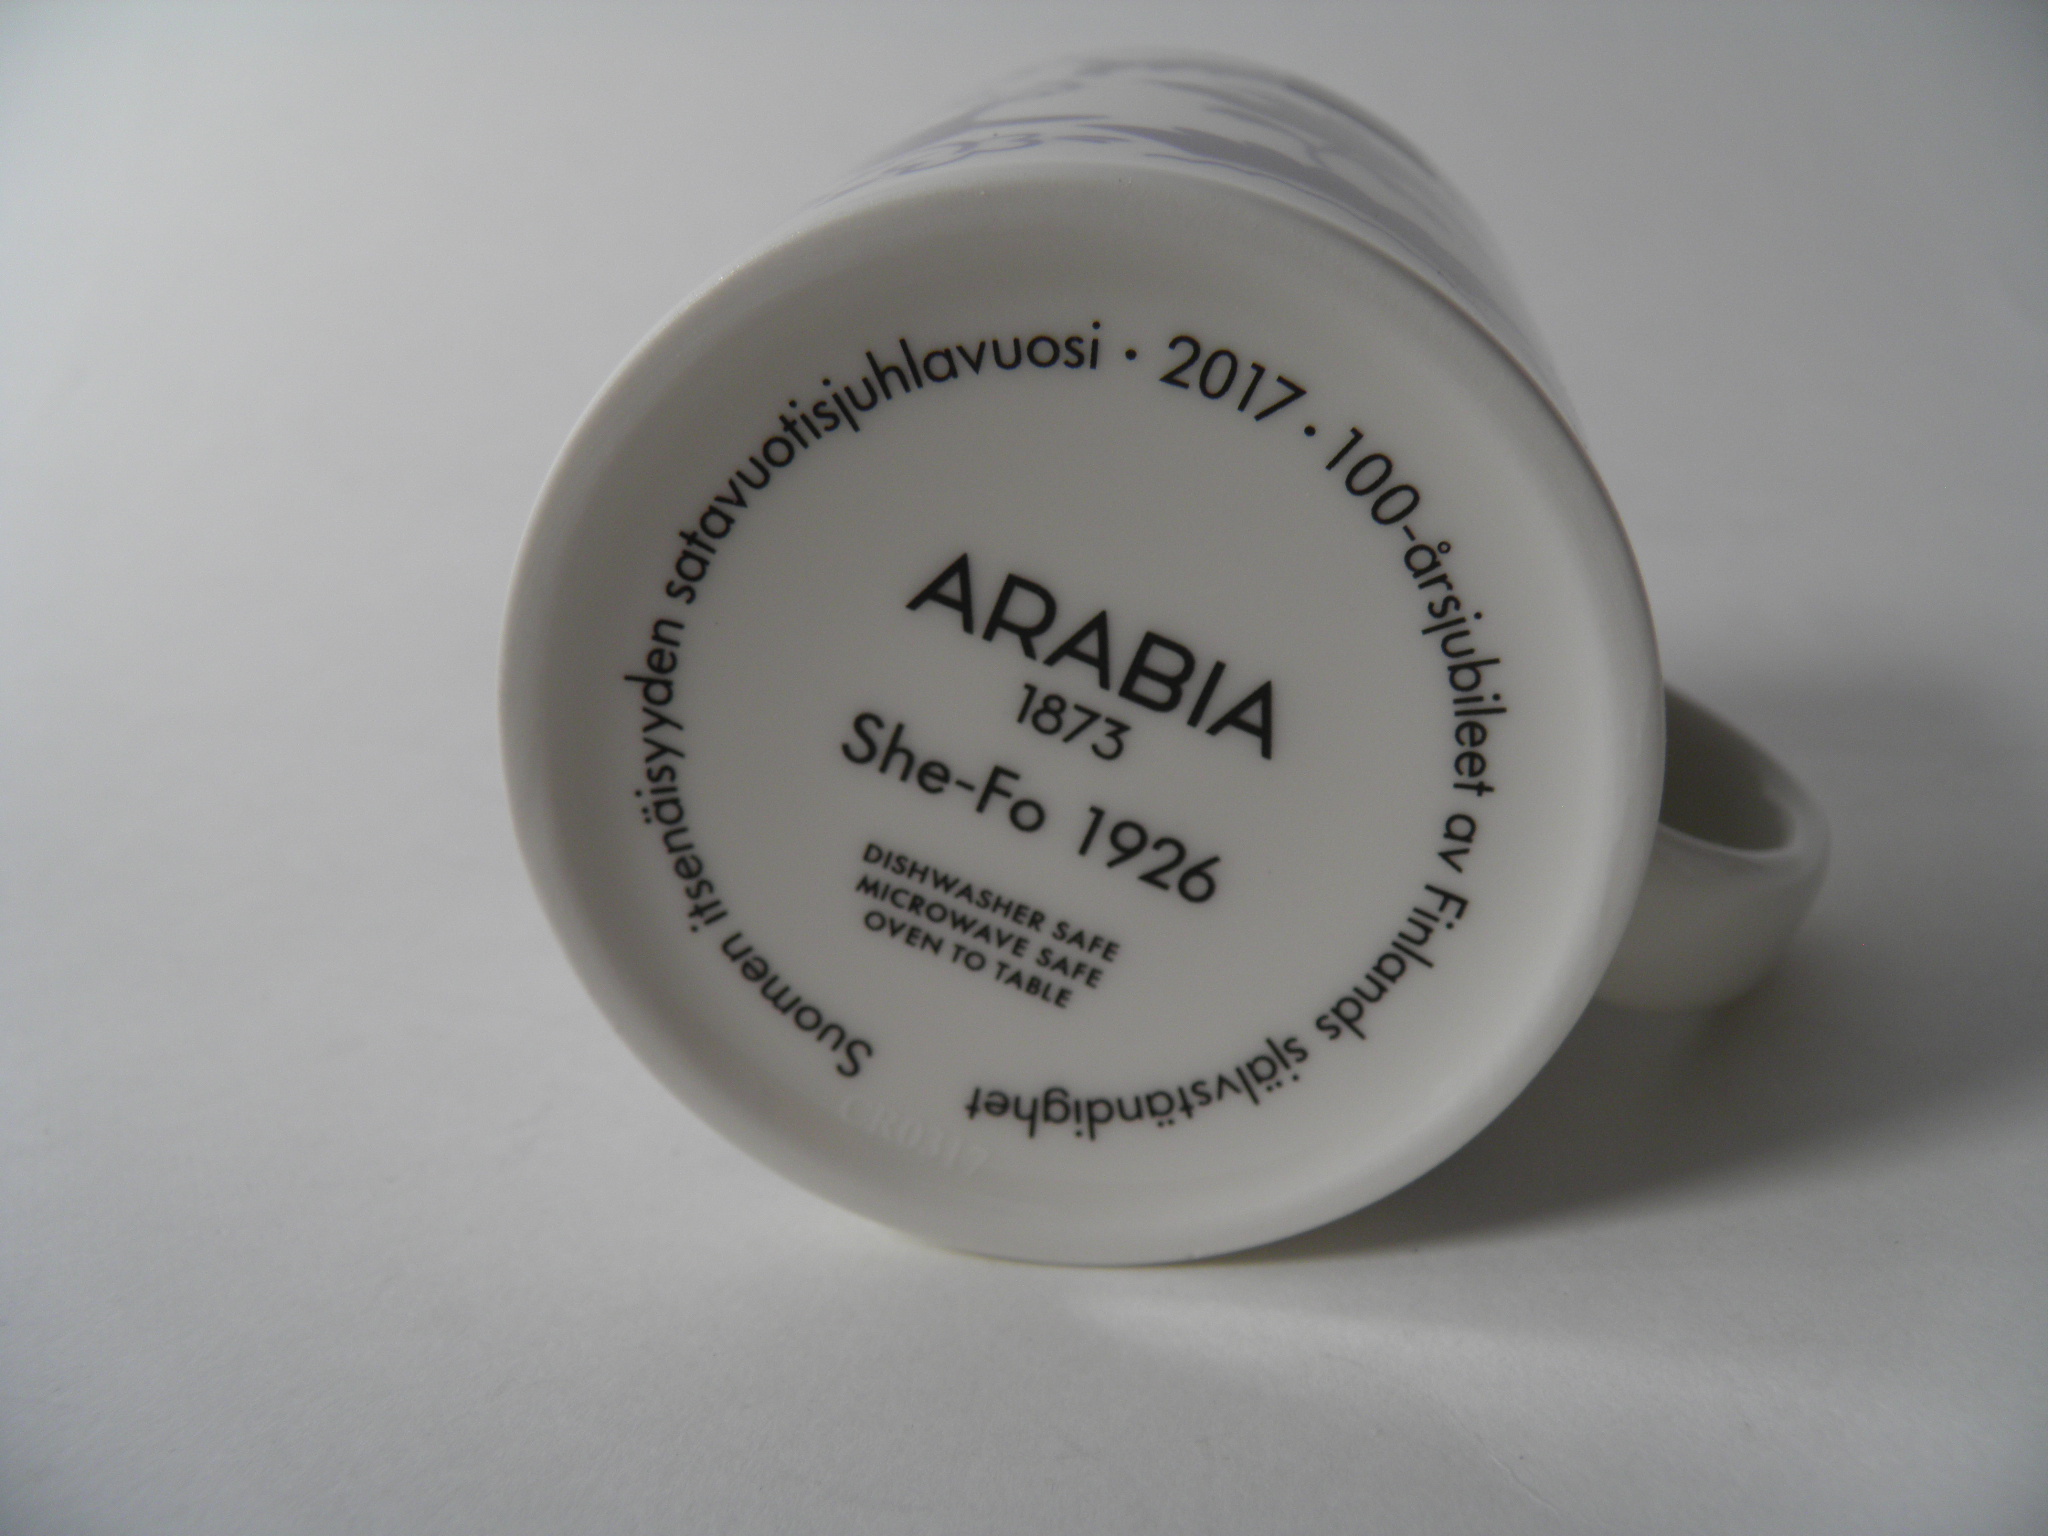 Suomen itsenäisyyden satavuotisjuhlavuosi · 2017 · 100-årsjubileet av Finlands självständighet
ARABIA
1873
She-Fo 1926
DISHWASHER SAFE
MICROWAVE SAFE
OVEN TO TABLE
CR0317